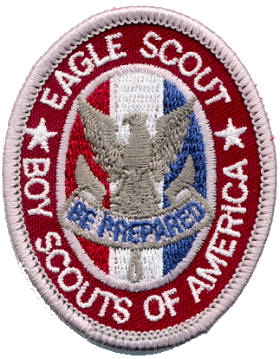 EAGLE SCOUT
BE PREPARED
BOY SCOUTS OF AMERICA